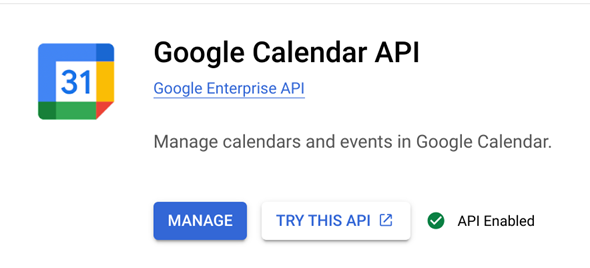 Google Calendar API
31
Google Enterprise API
Manage calendars and events in Google Calendar.
MANAGE
TRY THIS API
API Enabled